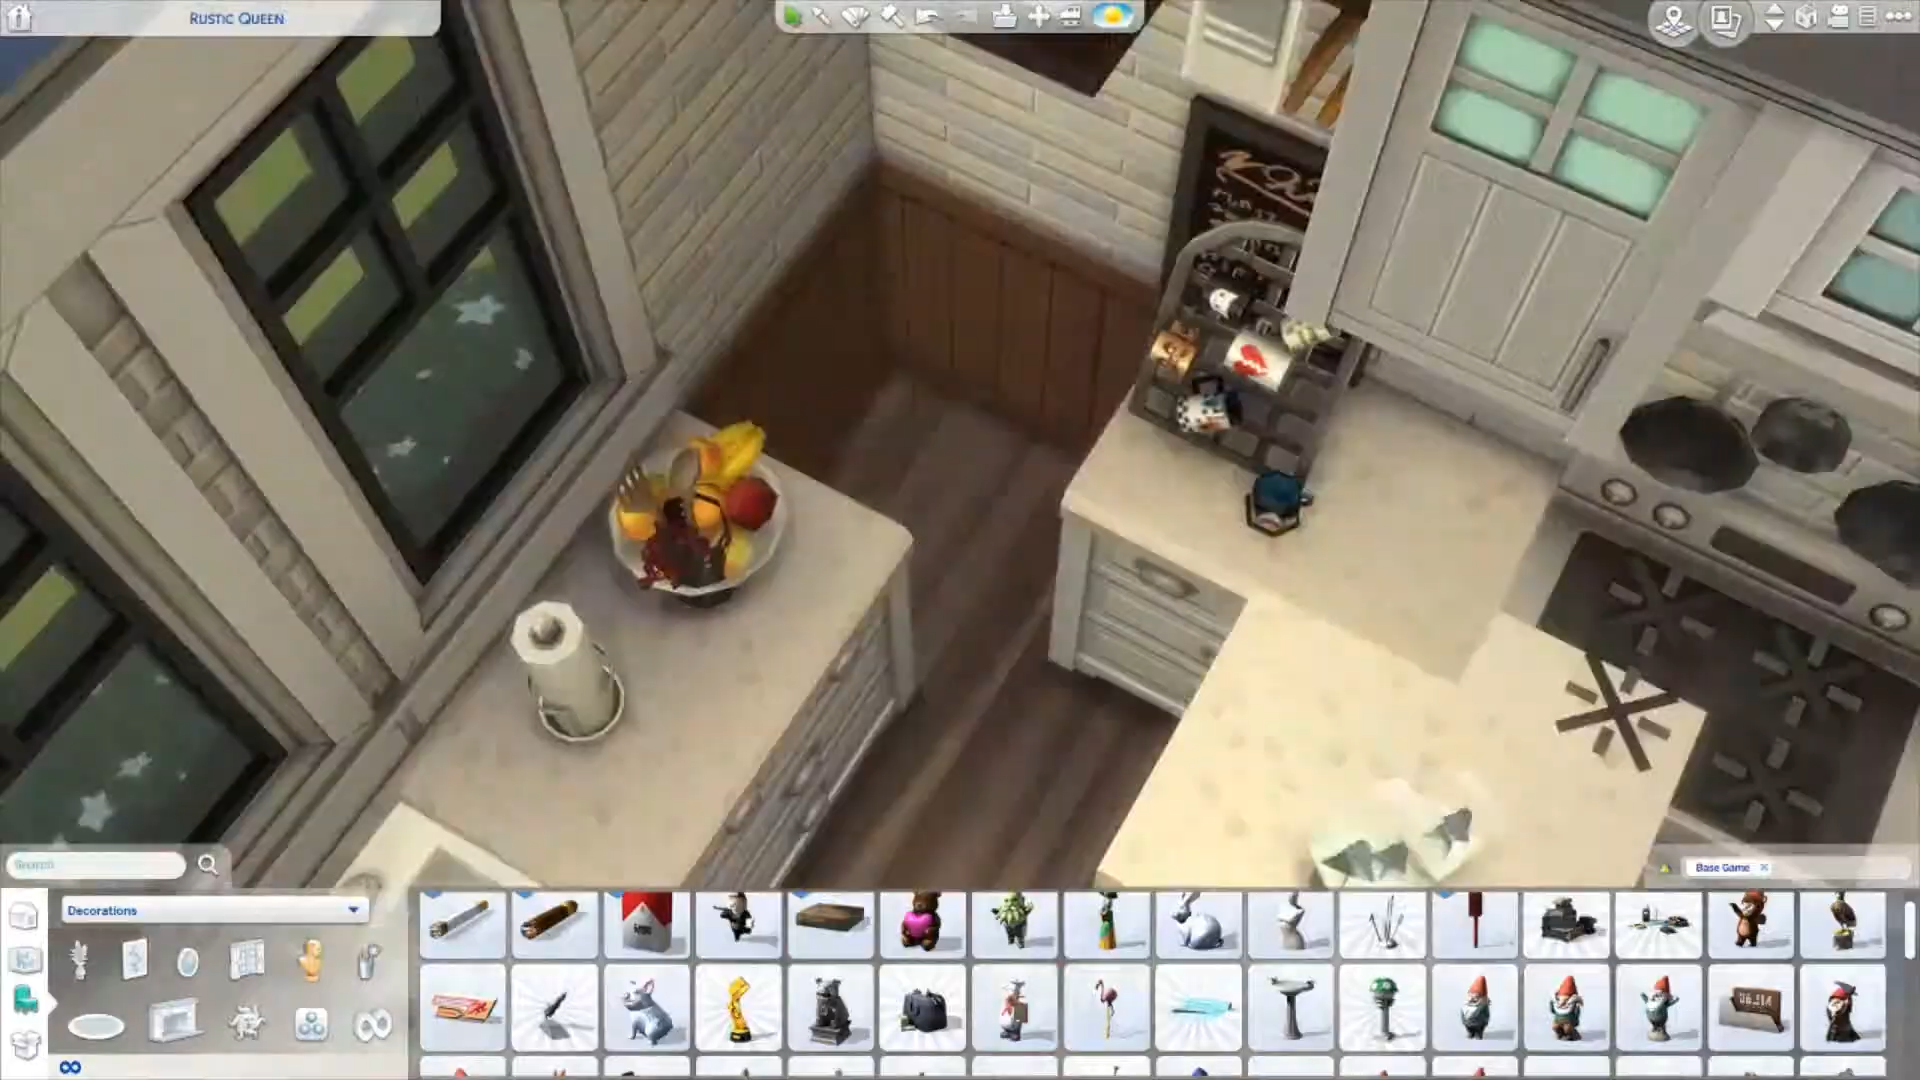 Rustic Queen
Search
Base Game
Decorations